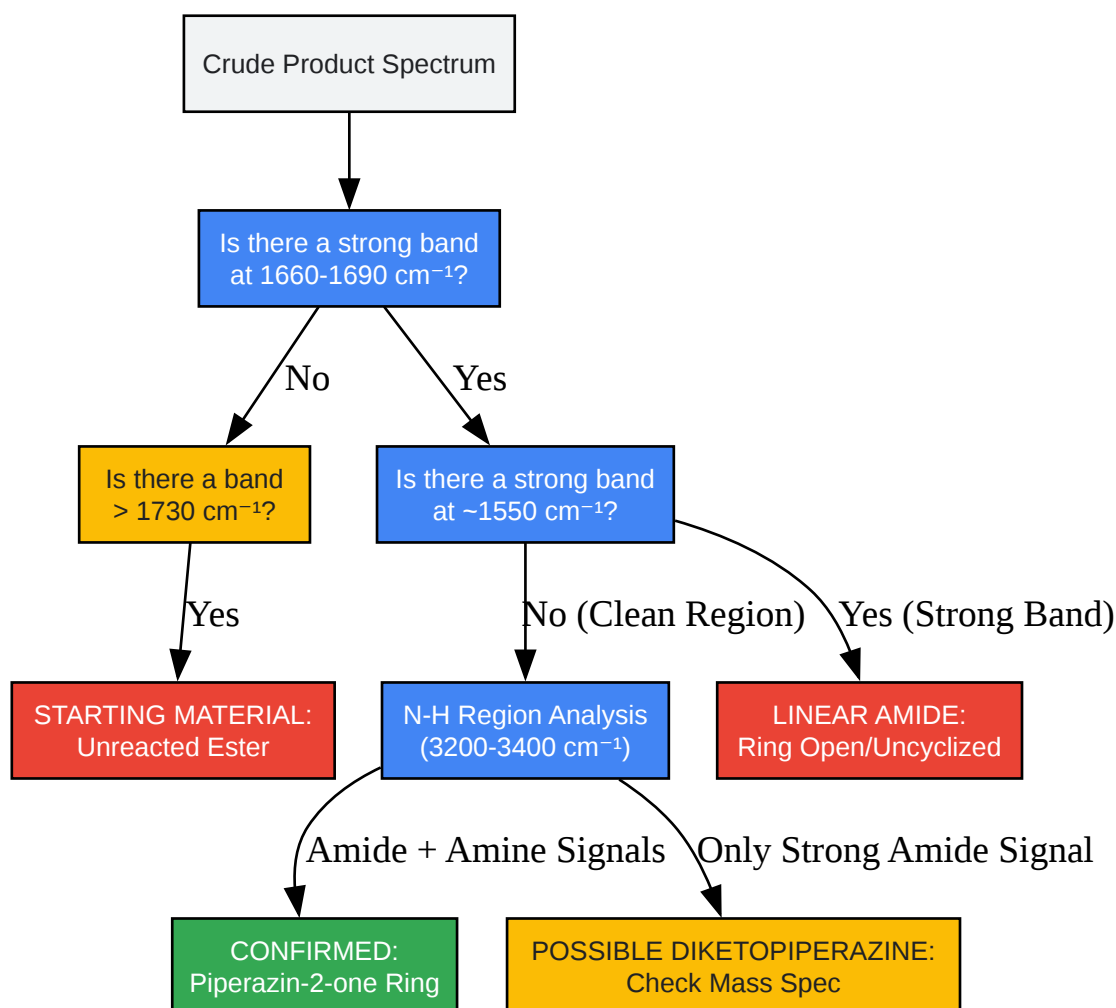 Crude Product Spectrum
Is there a strong band
at 1660-1690 cm⁻¹?
No
Yes
Is there a band
> 1730 cm⁻¹?
Is there a strong band
at ~1550 cm⁻¹?
Yes
No (Clean Region)
Yes (Strong Band)
STARTING MATERIAL:
Unreacted Ester
N-H Region Analysis
(3200-3400 cm⁻¹)
LINEAR AMIDE:
Ring Open/Uncyclized
Amide + Amine Signals
Only Strong Amide Signal
CONFIRMED:
Piperazin-2-one Ring
POSSIBLE DIKETOPIPERAZINE:
Check Mass Spec